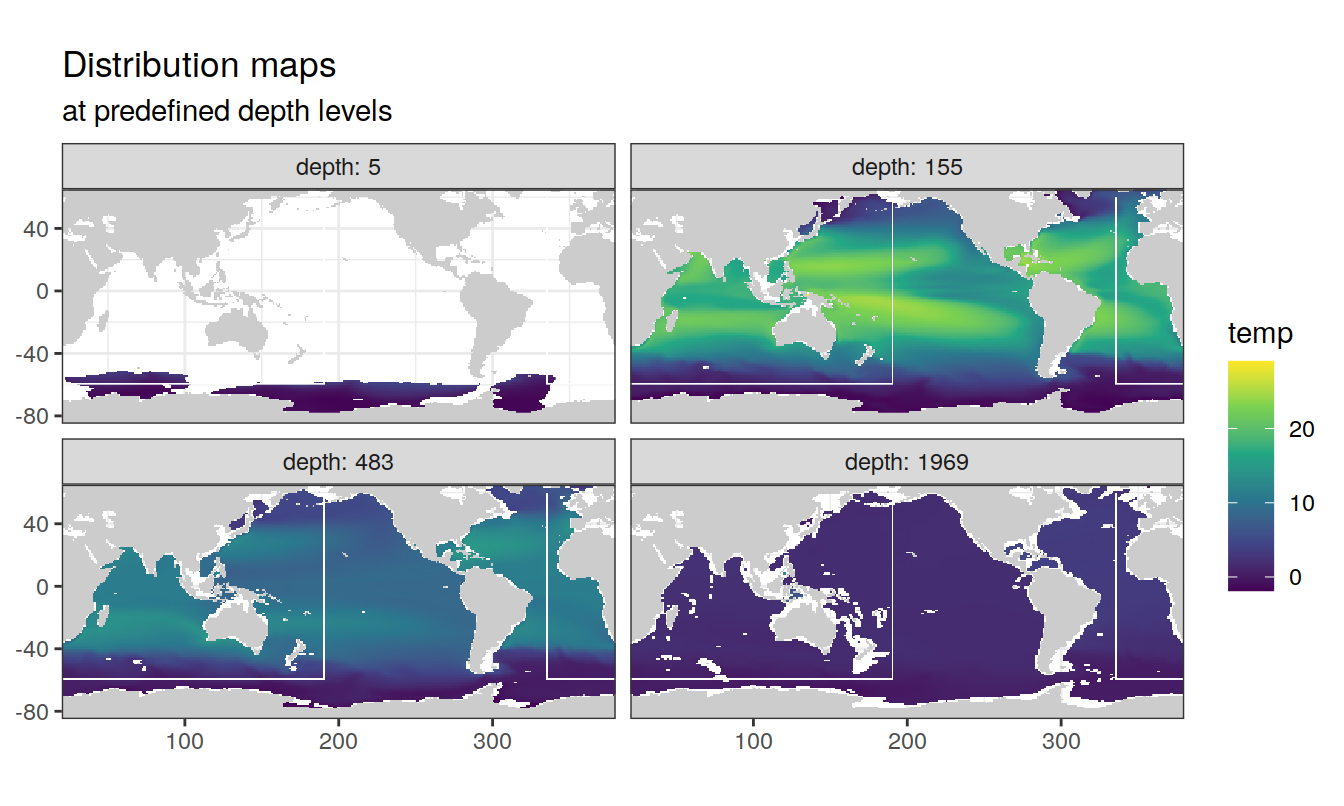 Distribution maps
at predefined depth levels
depth: 5
depth: 155
40
0
-40
-80
depth: 483
depth: 1969
40
0
-40
-80
100
200
300
100
200
300
temp
20
10
0